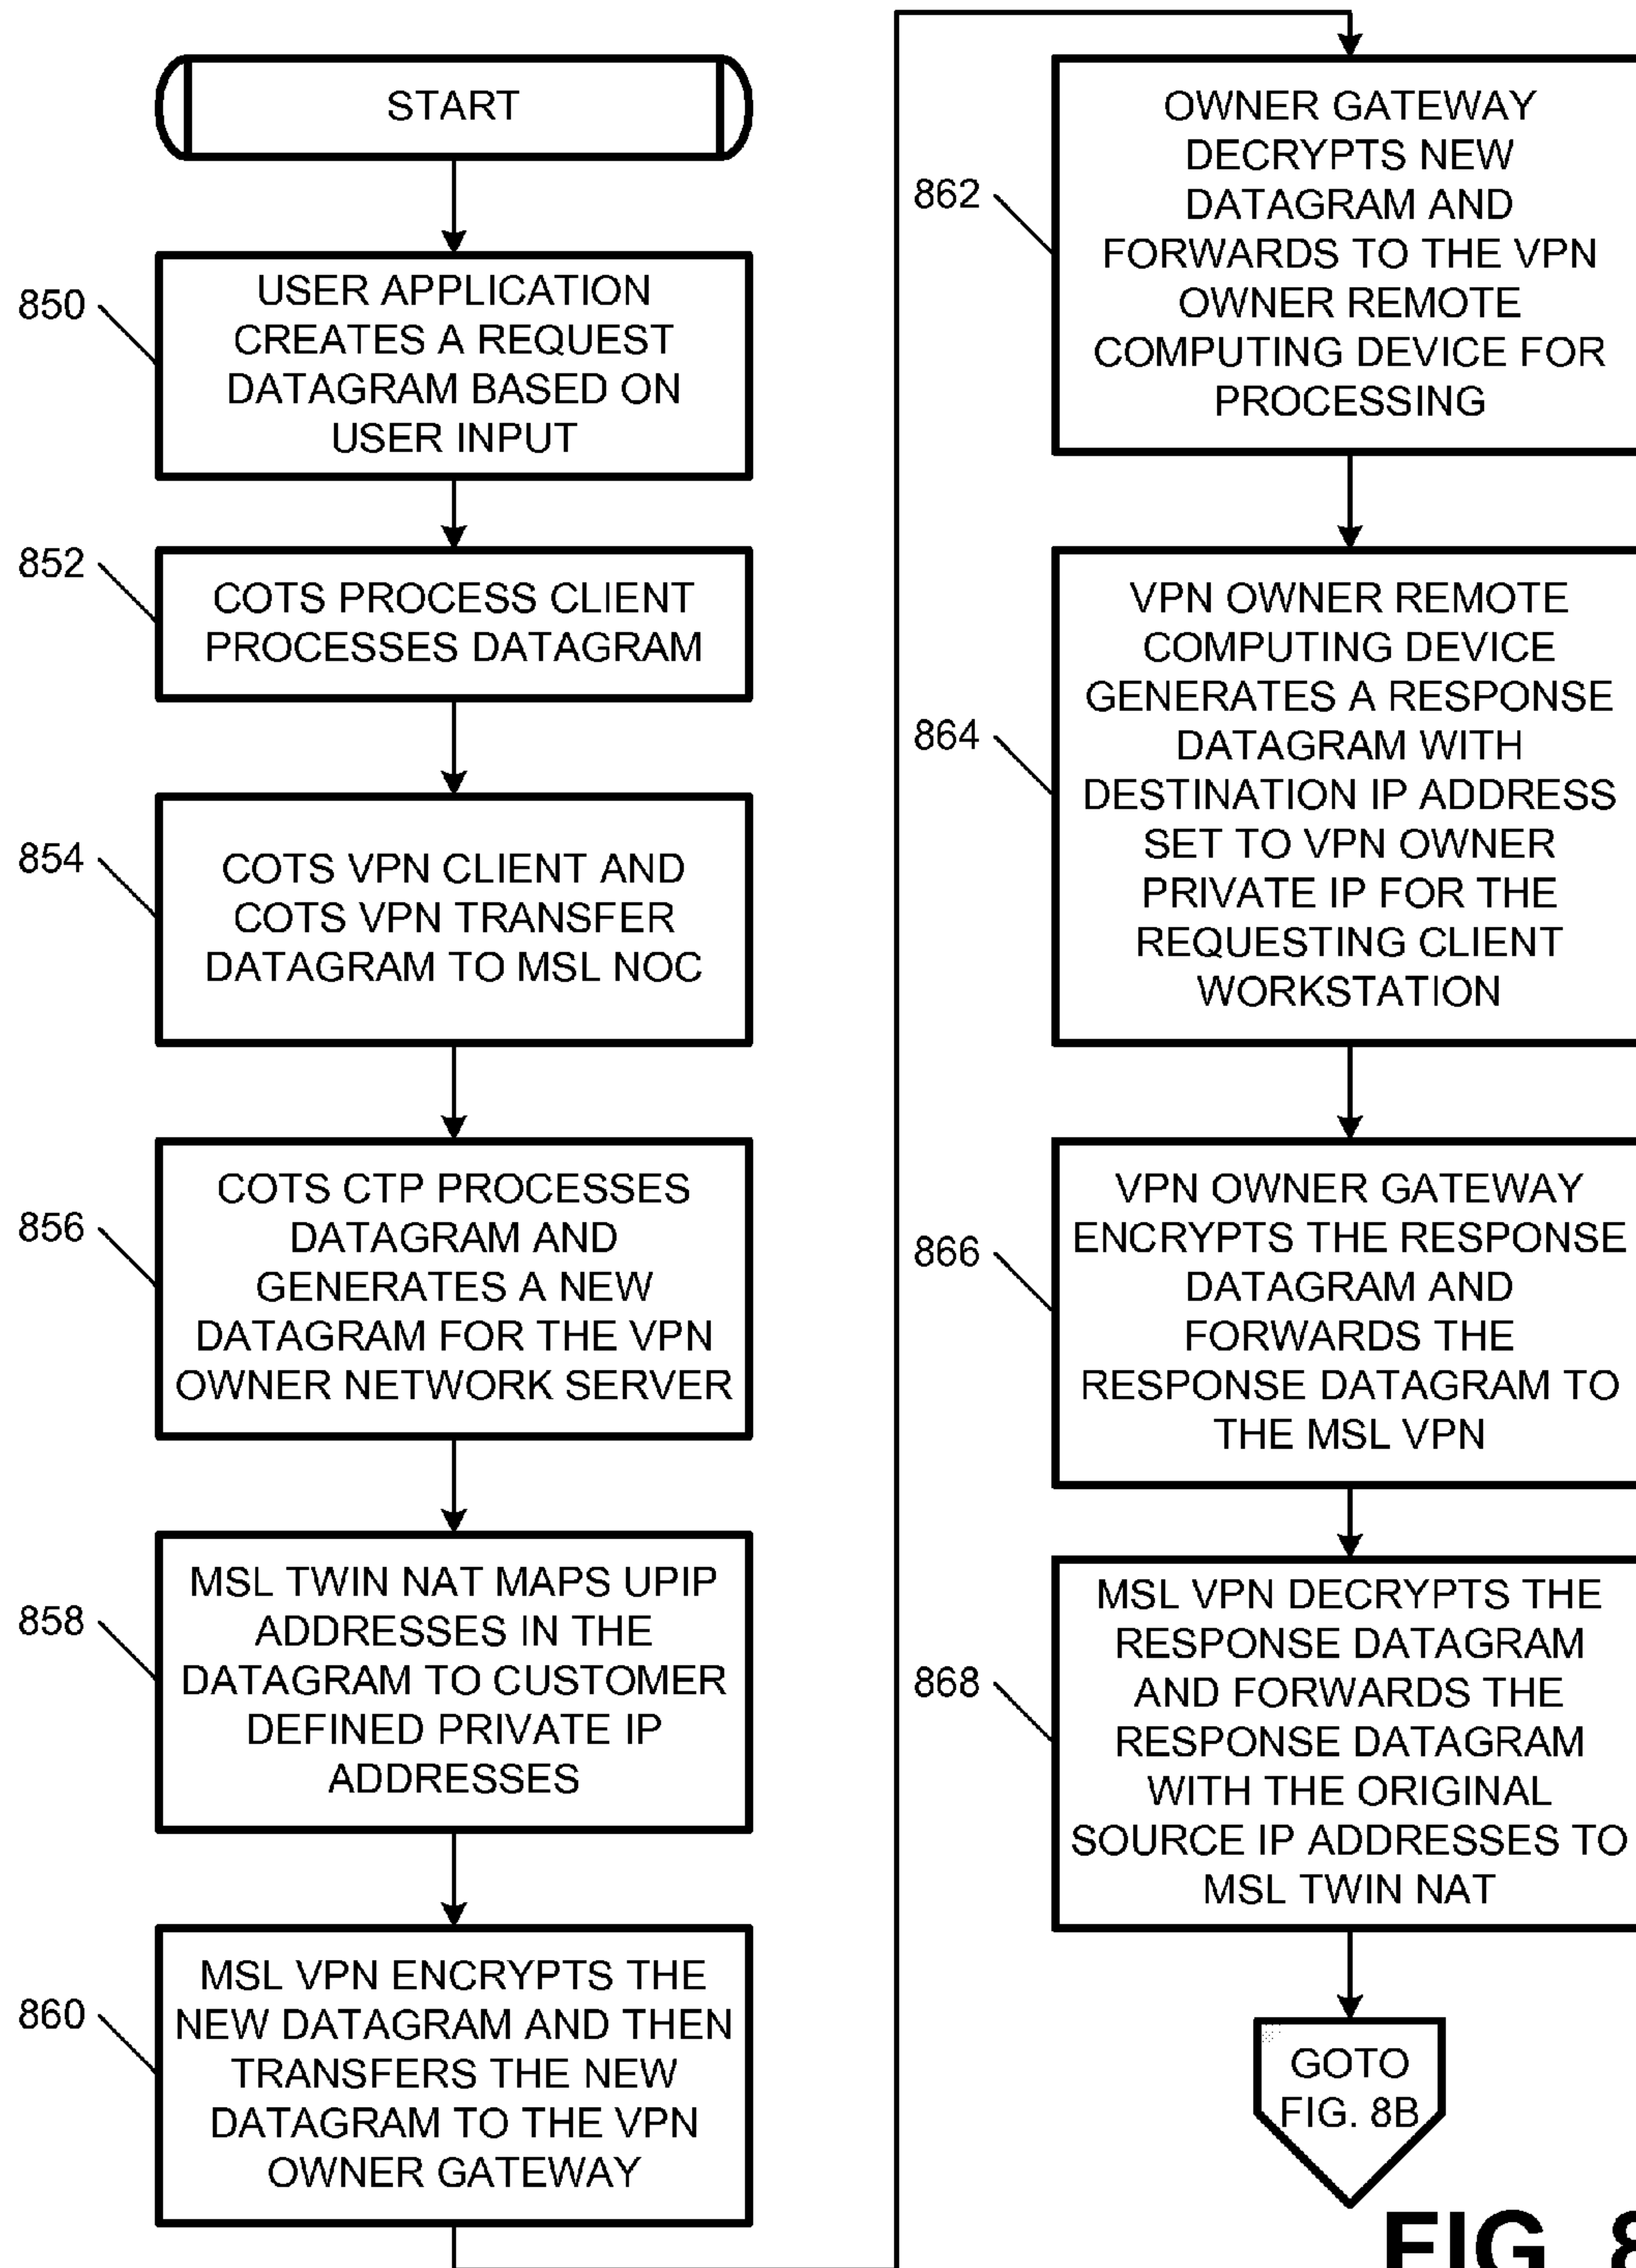 START
850
USER APPLICATION
CREATES A REQUEST
DATAGRAM BASED ON
USER INPUT
852
COTS PROCESS CLIENT
PROCESSES DATAGRAM
854
COTS VPN CLIENT AND
COTS VPN TRANSFER
DATAGRAM TO MSL NOC
856
COTS CTP PROCESSES
DATAGRAM AND
GENERATES A NEW
DATAGRAM FOR THE VPN
OWNER NETWORK SERVER
858
MSL TWIN NAT MAPS UPIP
ADDRESSES IN THE
DATAGRAM TO CUSTOMER
DEFINED PRIVATE IP
ADDRESSES
860
MSL VPN ENCRYPTS THE
NEW DATAGRAM AND THEN
TRANSFERS THE NEW
DATAGRAM TO THE VPN
OWNER GATEWAY
862
OWNER GATEWAY
DECRYPTS NEW
DATAGRAM AND
FORWARDS TO THE VPN
OWNER REMOTE
COMPUTING DEVICE FOR
PROCESSING
864
VPN OWNER REMOTE
COMPUTING DEVICE
GENERATES A RESPONSE
DATAGRAM WITH
DESTINATION IP ADDRESS
SET TO VPN OWNER
PRIVATE IP FOR THE
REQUESTING CLIENT
WORKSTATION
866
VPN OWNER GATEWAY
ENCRYPTS THE RESPONSE
DATAGRAM AND
FORWARDS THE
RESPONSE DATAGRAM TO
THE MSL VPN
868
MSL VPN DECRYPTS THE
RESPONSE DATAGRAM
AND FORWARDS THE
RESPONSE DATAGRAM
WITH THE ORIGINAL
SOURCE IP ADDRESSES TO
MSL TWIN NAT
GOTO
FIG. 8B
FIG. 8